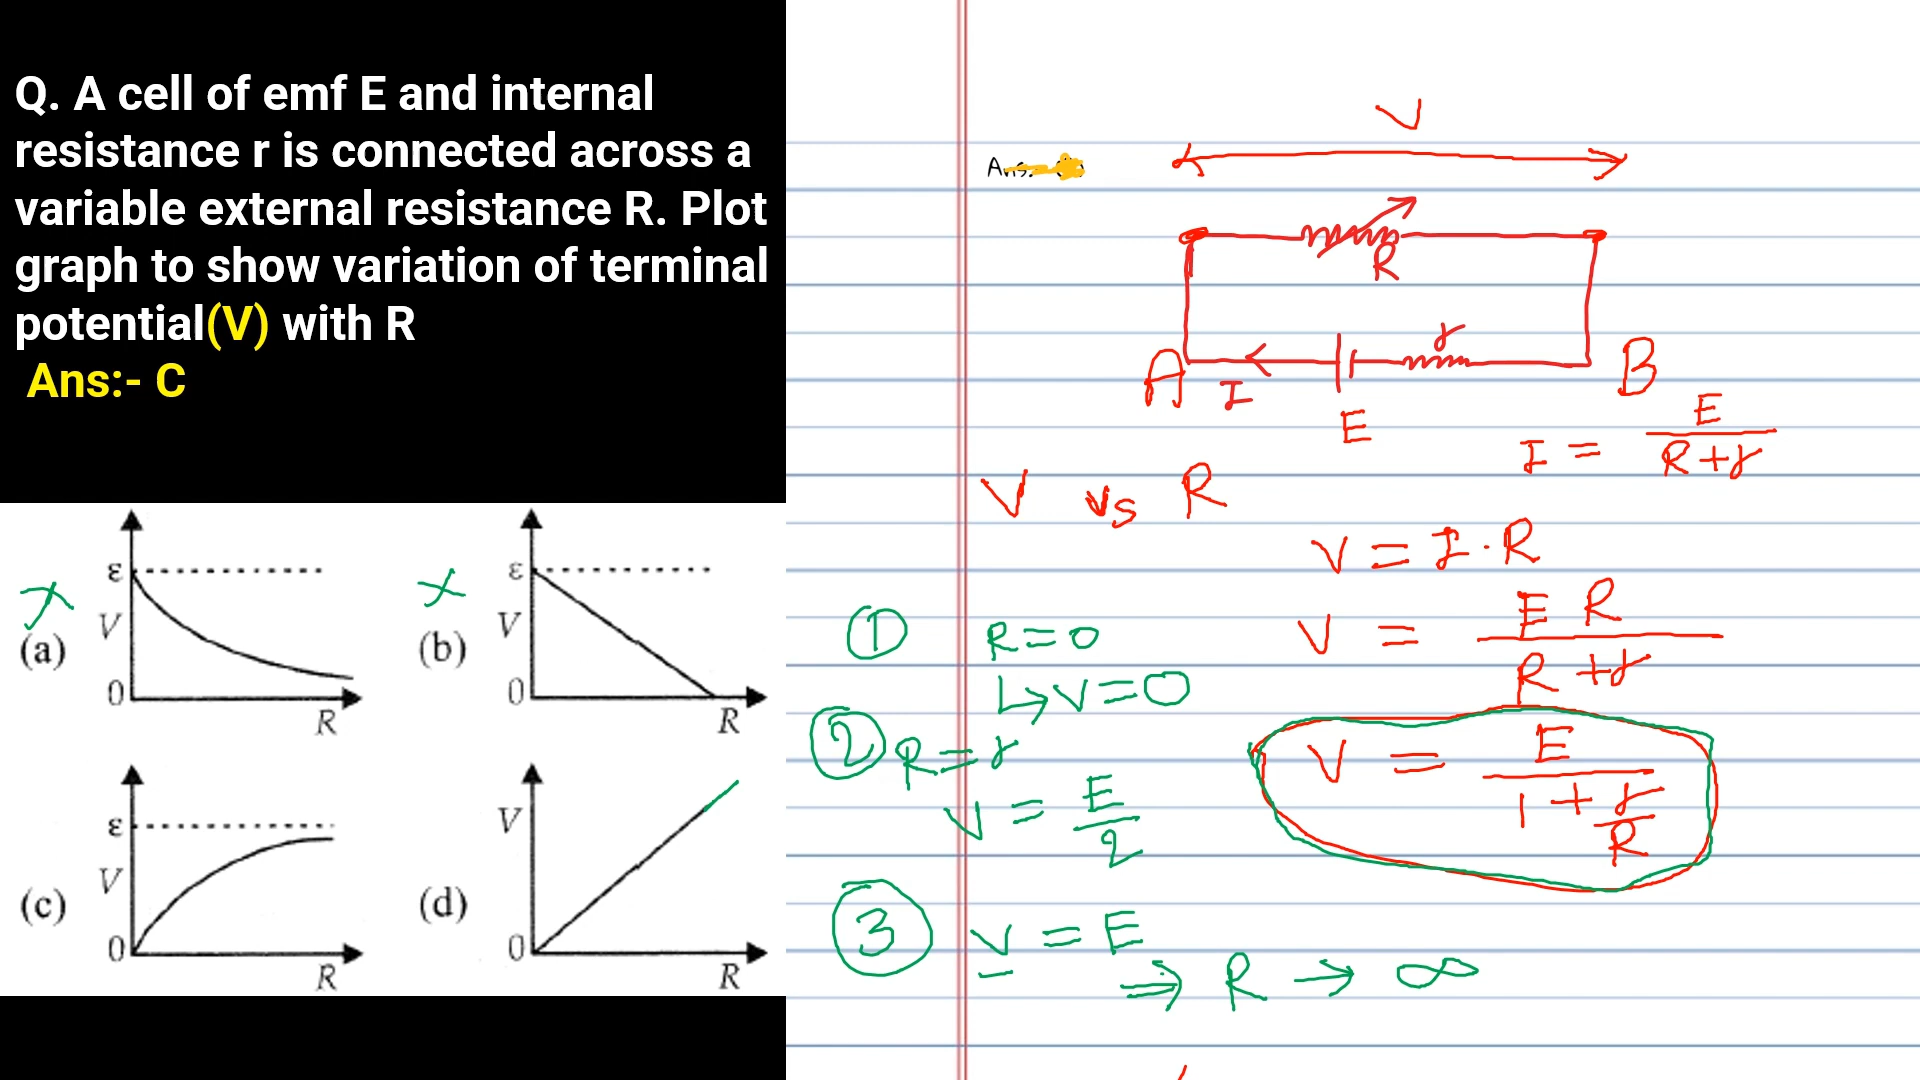 Q. A cell of emf E and internal
resistance r is connected across a
variable external resistance R. Plot
graph to show variation of terminal
potential(V) with R
Ans:- C
ε
V
(a)
0
R
ε
V
(b)
0
R
ε
V
(c)
0
R
V
(d)
0
R
V
Ans:
R
r
A
I
E
B
I = E / R+r
V vs R
V = I . R
V = E R / R + r
V = E / 1 + r/R
① R = 0
↳ V = 0
② R = r
V = E / 2
③ V = E
⇒ R → ∞